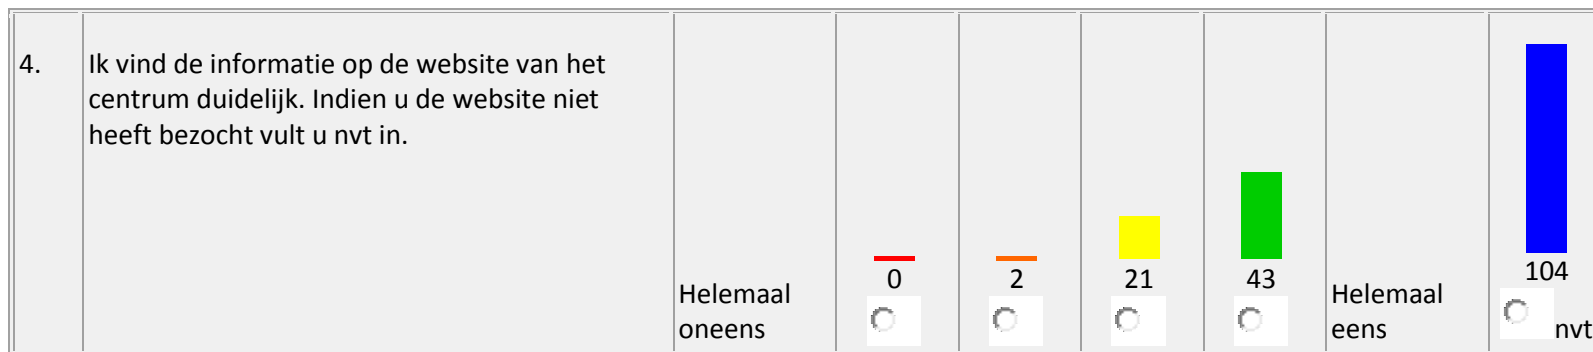 4.
Ik vind de informatie op de website van het
centrum duidelijk. Indien u de website niet
heeft bezocht vult u nvt in.
Helemaal
oneens
0
2
21
43
Helemaal
eens
104
nvt